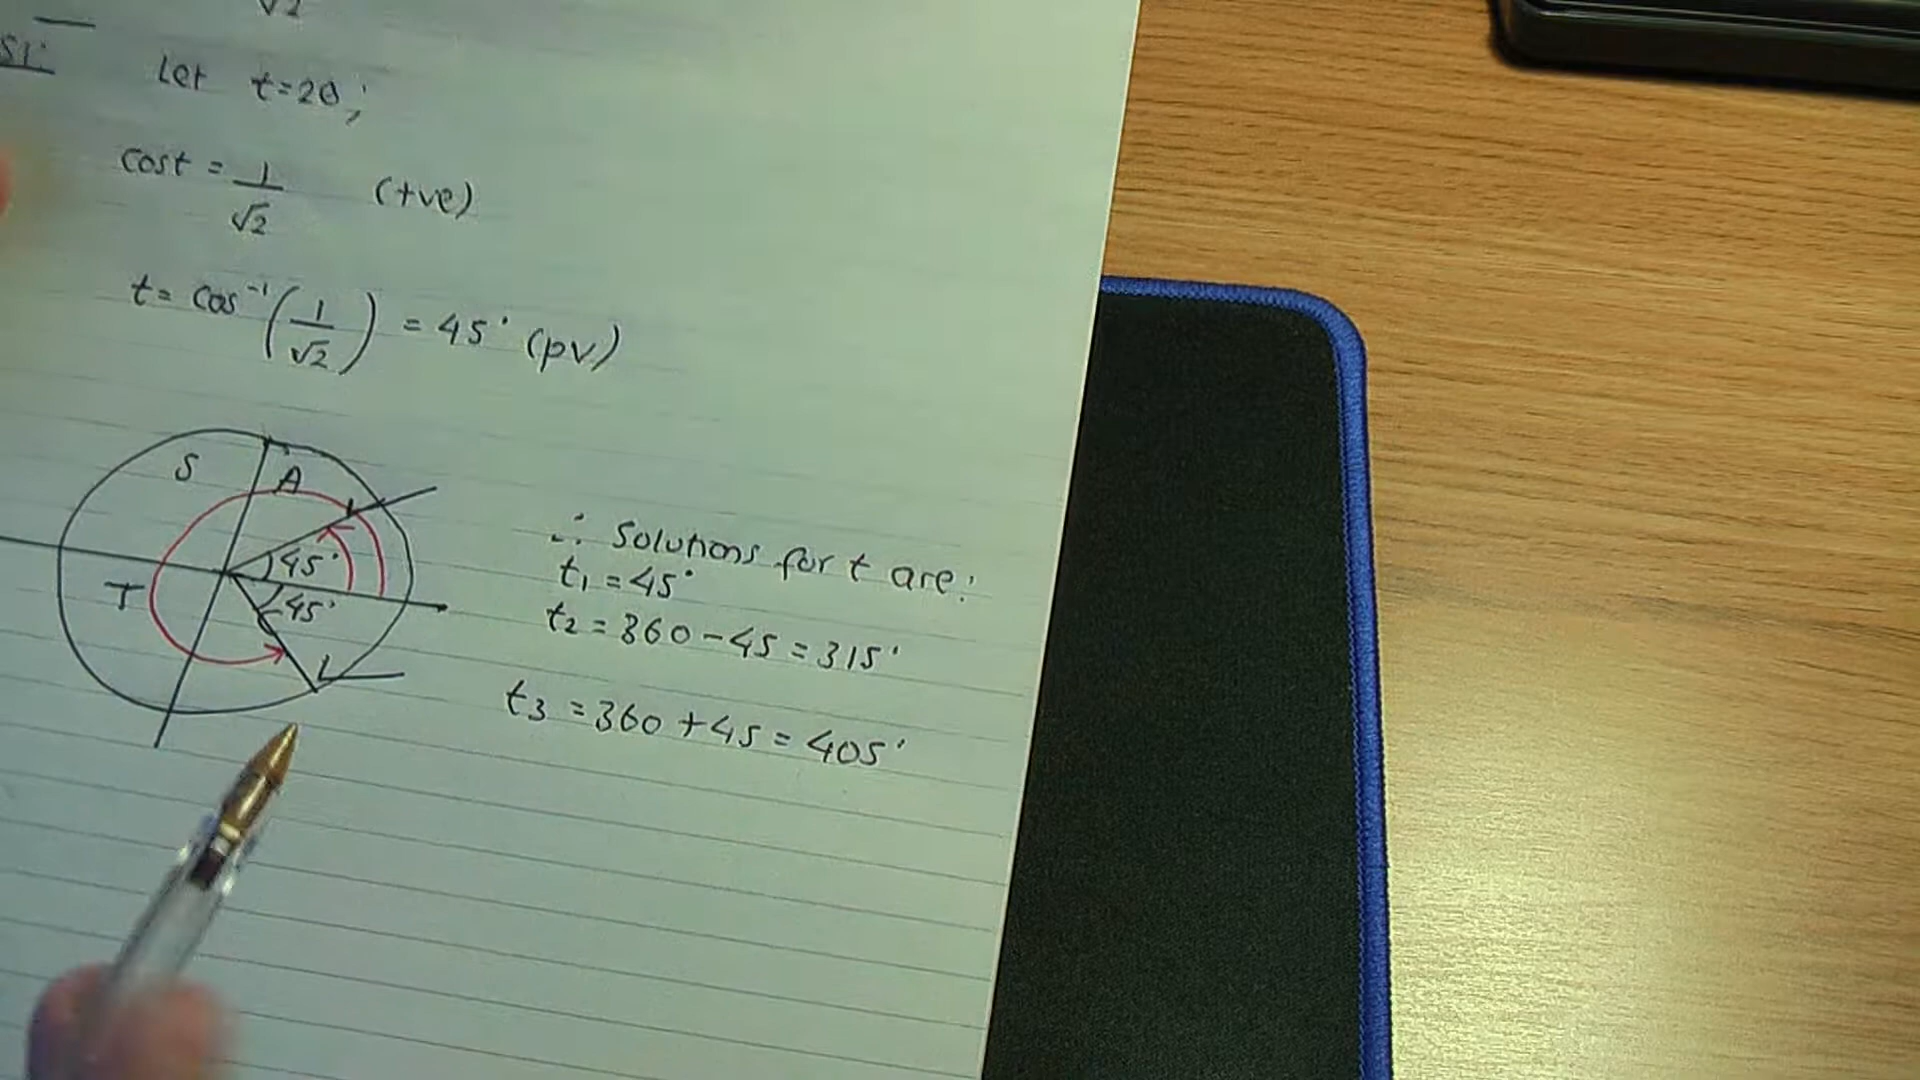 √2
Let t=2θ;
cost = 1/√2 (+ve)
t= cos⁻¹(1/√2) = 45° (pv)
S A
45°
T 45°
∴ Solutions for t are:
t₁ = 45°
t₂ = 360 - 45 = 315°
t₃ = 360 + 45 = 405°